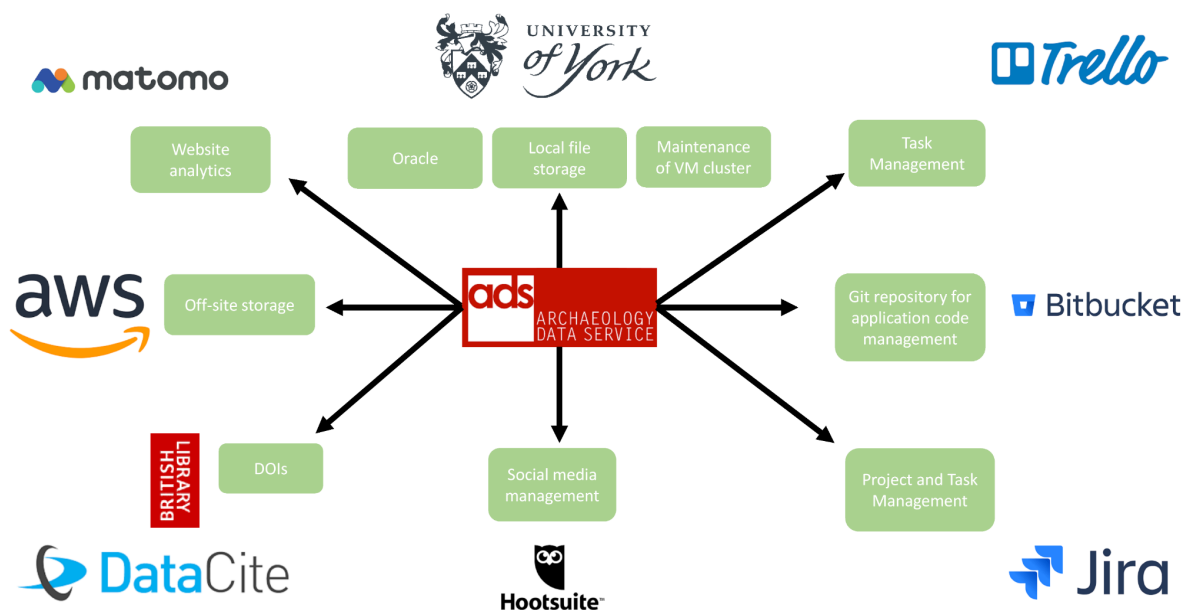 matomo
UNIVERSITY
of York
Trello
Website
analytics
Oracle
Local file
storage
Maintenance
of VM cluster
Task
Management
aws
Off-site storage
ads
ARCHAEOLOGY
DATA SERVICE
Git repository for
application code
management
Bitbucket
BRITISH
LIBRARY
DOIs
Social media
management
Project and Task
Management
DataCite
Hootsuite™
Jira